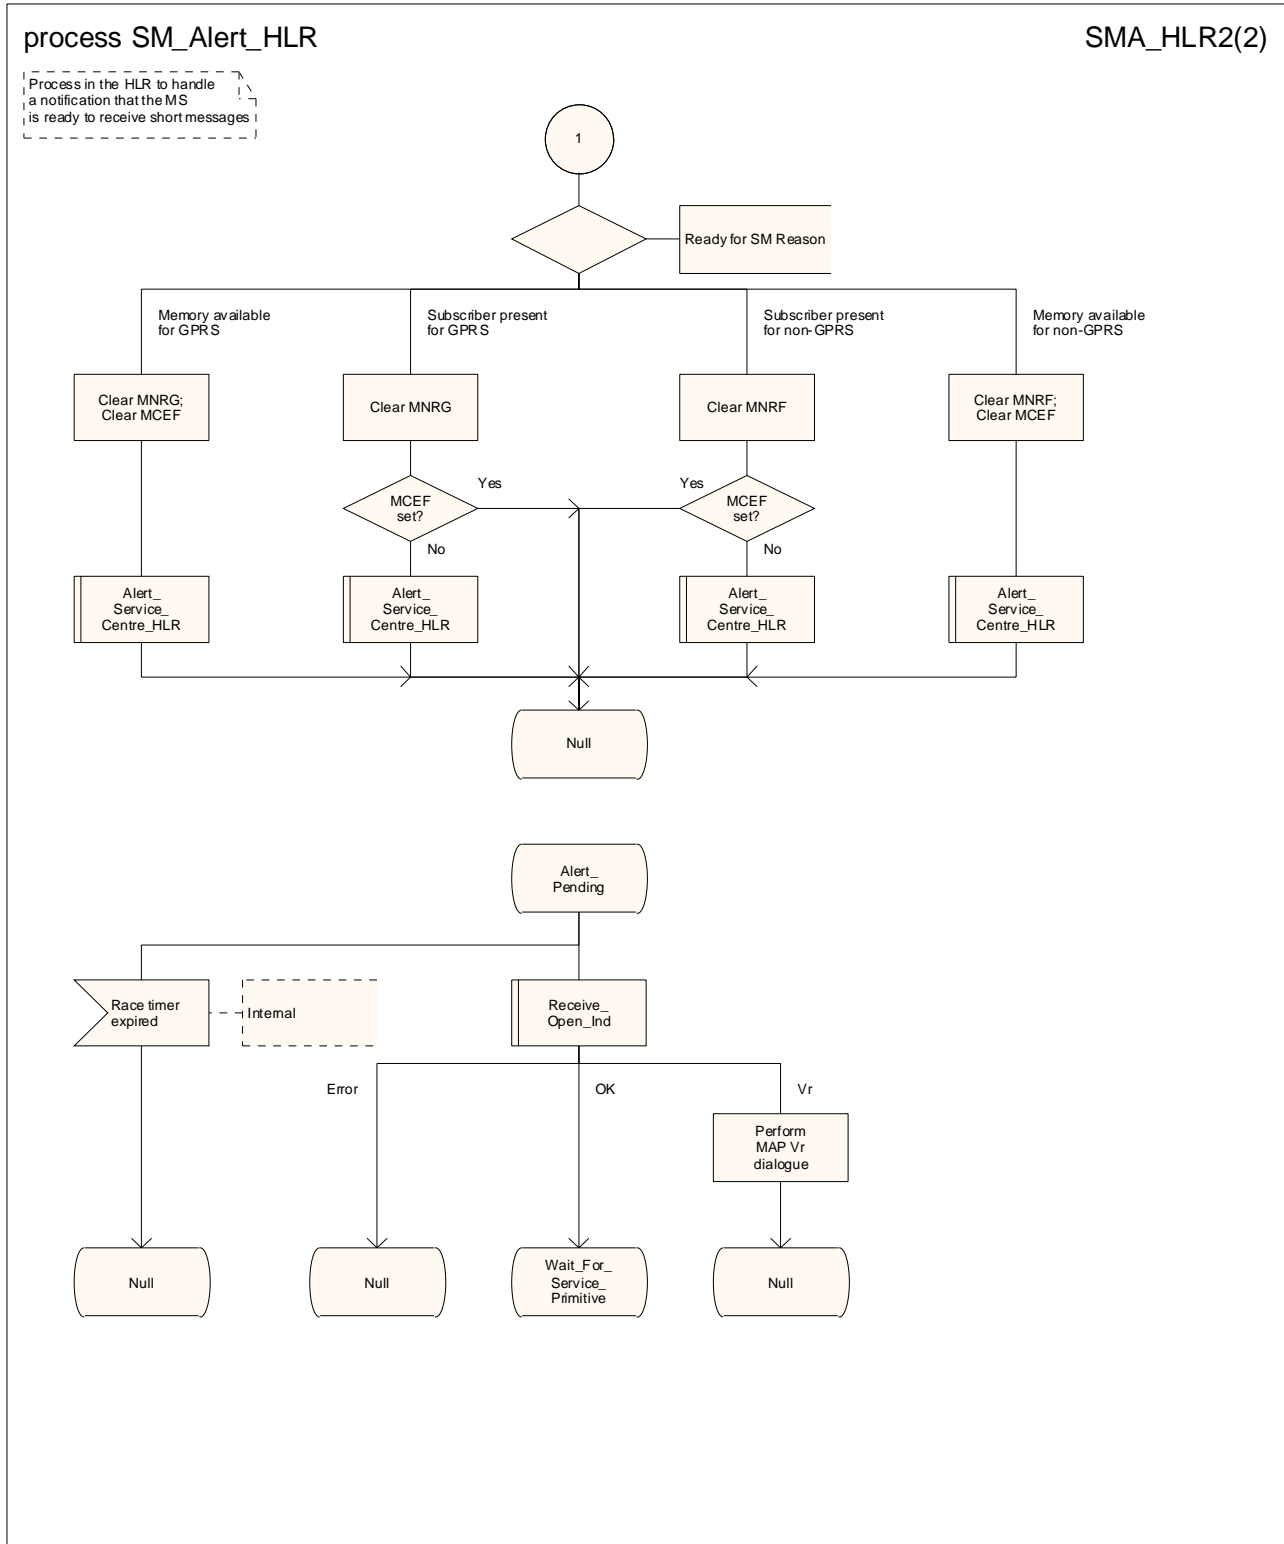 process SM_Alert_HLR
SMA_HLR2(2)
Process in the HLR to handle
a notification that the MS
is ready to receive short messages
1
Ready for SM Reason
Memory available
for GPRS
Subscriber present
for GPRS
Subscriber present
for non-GPRS
Memory available
for non-GPRS
Clear MNRG;
Clear MCEF
Clear MNRG
Clear MNRF
Clear MNRF;
Clear MCEF
Yes
Yes
MCEF
set?
MCEF
set?
No
No
Alert_
Service_
Centre_HLR
Alert_
Service_
Centre_HLR
Alert_
Service_
Centre_HLR
Alert_
Service_
Centre_HLR
Null
Alert_
Pending
Race timer
expired
Internal
Receive_
Open_Ind
Error
OK
Vr
Perform
MAP Vr
dialogue
Null
Null
Wait_For_
Service_
Primitive
Null